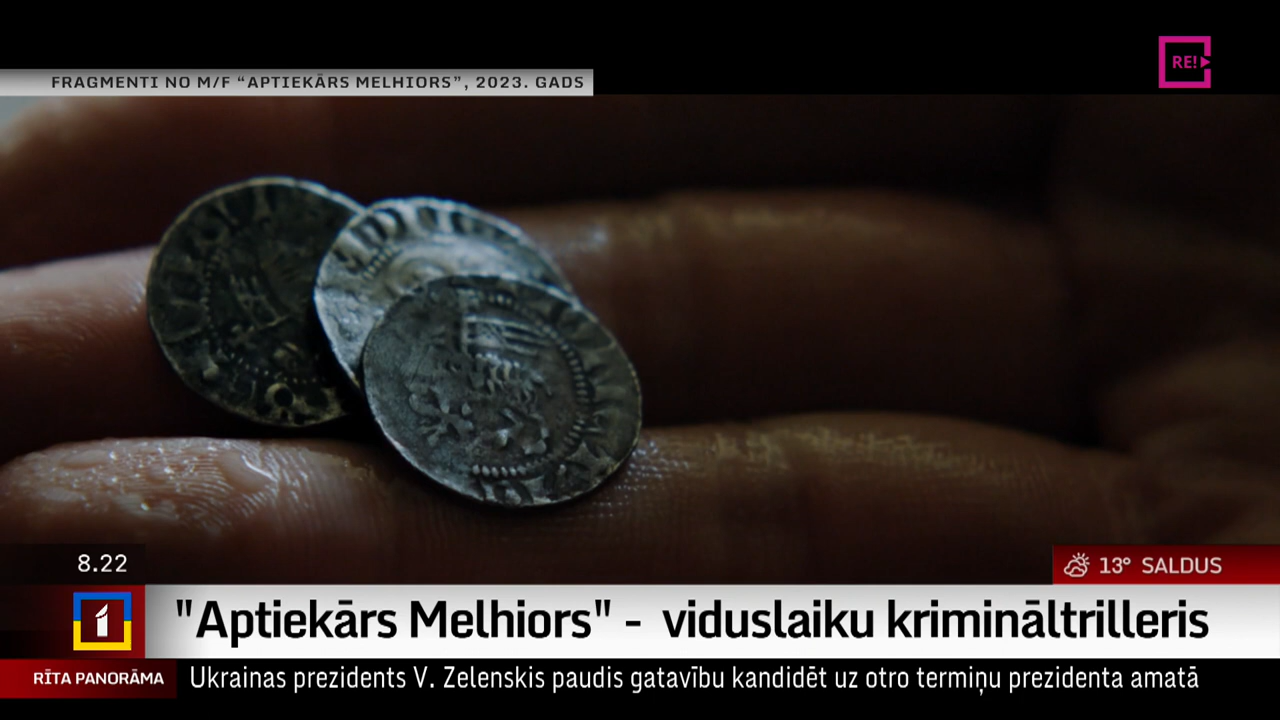 RE!
FRAGMENTI NO M/F “APTIEKĀRS MELHIORS”, 2023. GADS
8.22
13° SALDUS
1
"Aptiekārs Melhiors" - viduslaiku krimināltrilleris
RĪTA PANORĀMA
Ukrainas prezidents V. Zelenskis paudis gatavību kandidēt uz otro termiņu prezidenta amatā